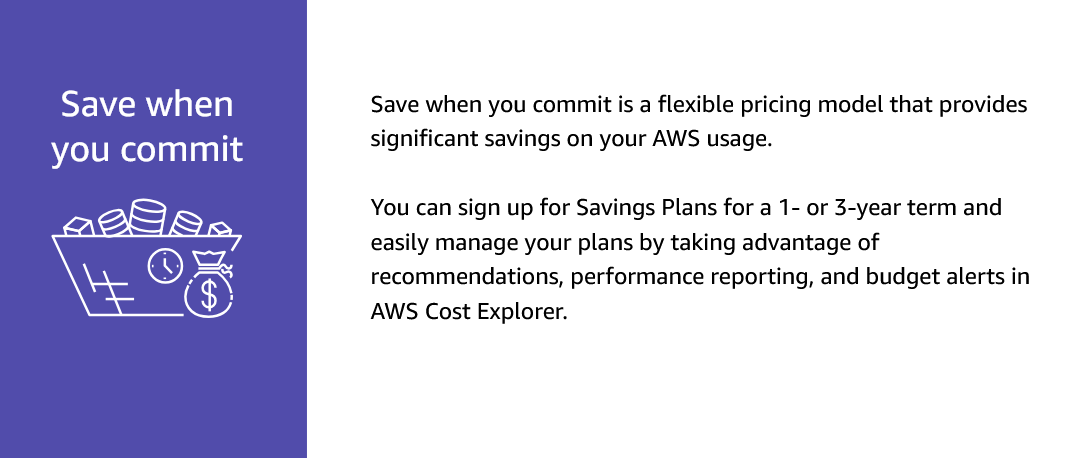 Save when
you commit
$
Save when you commit is a flexible pricing model that provides
significant savings on your AWS usage.
You can sign up for Savings Plans for a 1- or 3-year term and
easily manage your plans by taking advantage of
recommendations, performance reporting, and budget alerts in
AWS Cost Explorer.